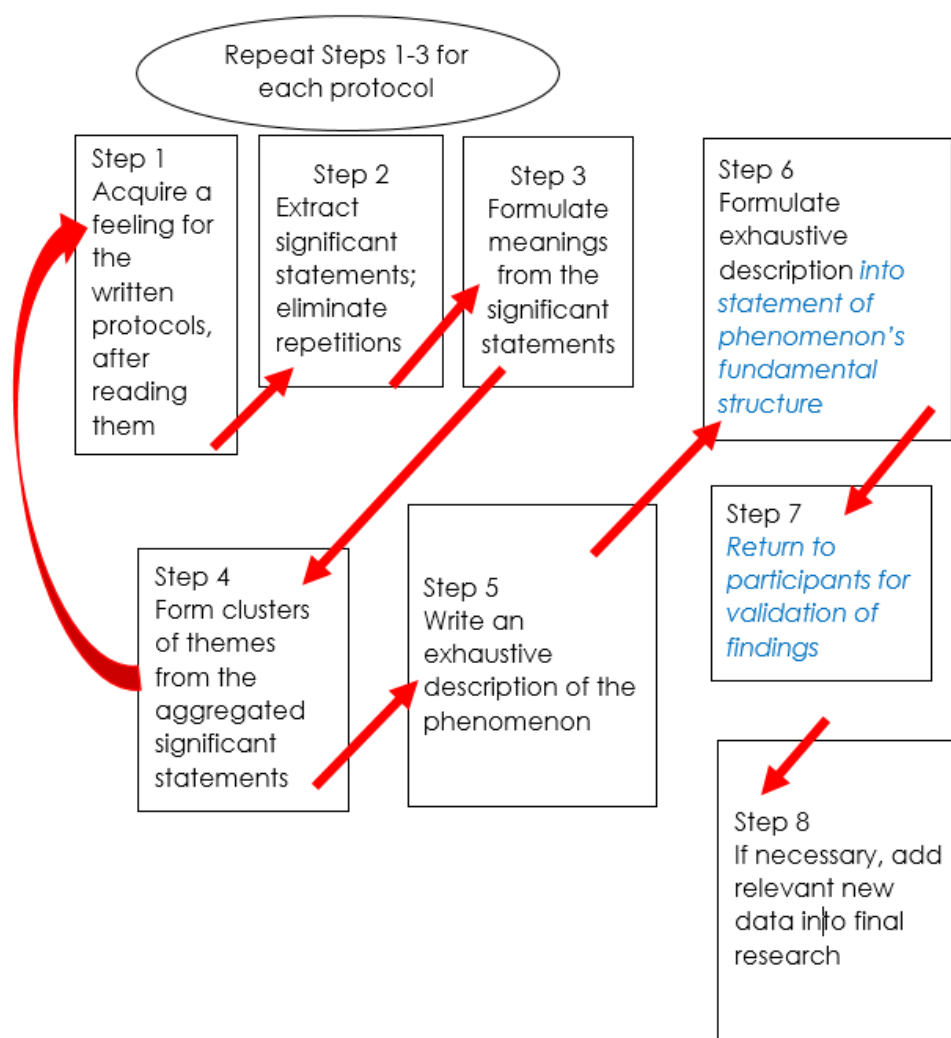 Repeat Steps 1-3 for
each protocol
Step 1
Acquire a
feeling for
the
written
protocols,
after
reading
them
Step 2
Extract
significant
statements;
eliminate
repetitions
Step 3
Formulate
meanings
from the
significant
statements
Step 4
Form clusters
of themes
from the
aggregated
significant
statements
Step 5
Write an
exhaustive
description of the
phenomenon
Step 6
Formulate
exhaustive
description into
statement of
phenomenon's
fundamental
structure
Step 7
Return to
participants for
validation of
findings
Step 8
If necessary, add
relevant new
data into final
research